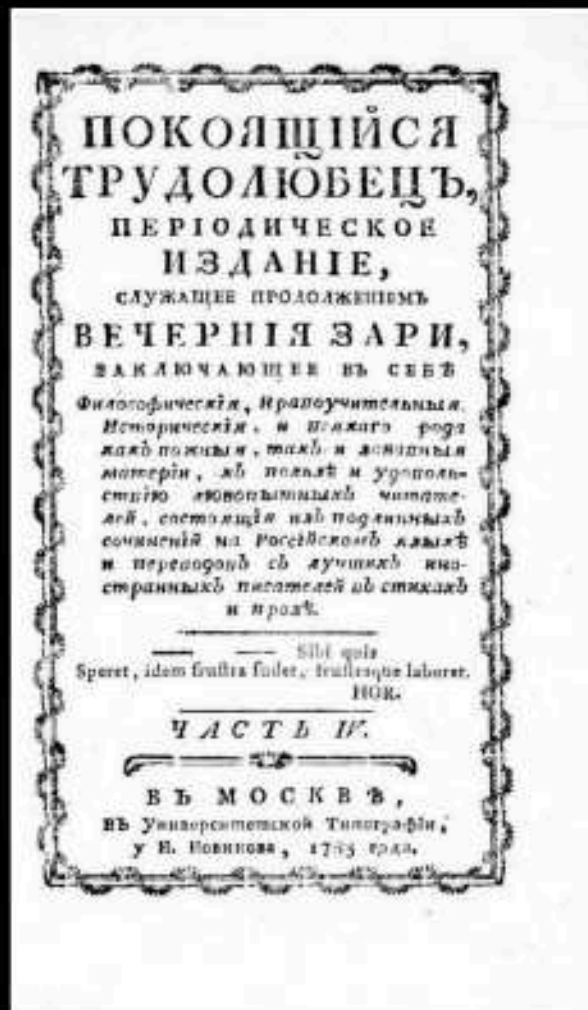 ПОКОЯЩІЙСЯ
ТРУДОЛЮБЕЦЪ,
ПЕРІОДИЧЕСКОЕ
ИЗДАНІЕ,
СЛУЖАЩЕЕ ПРОДОЛЖЕНІЕМЪ
ВЕЧЕРНІЯ ЗАРИ,
ЗАКЛЮЧАЮЩЕЕ ВЪ СЕБѢ
Философическія, Нравоучительныя,
Историческія, и всякаго рода
какъ важныя, такъ и забавныя
матеріи, къ пользѣ и удоволь-
ствію любопытныхъ читате-
лей, состоящія изъ подлинныхъ
сочиненій на Россійскомъ языкѣ
и переводовъ съ лучшихъ ино-
странныхъ писателей въ стихахъ
и прозѣ.
— — Sibi quis
Speret, idem frustra sudet, frustraque laboret.
HOR.
ЧАСТЬ IV.
ВЪ МОСКВѢ,
ВЪ Университетской Типографіи,
у Н. Новикова, года.